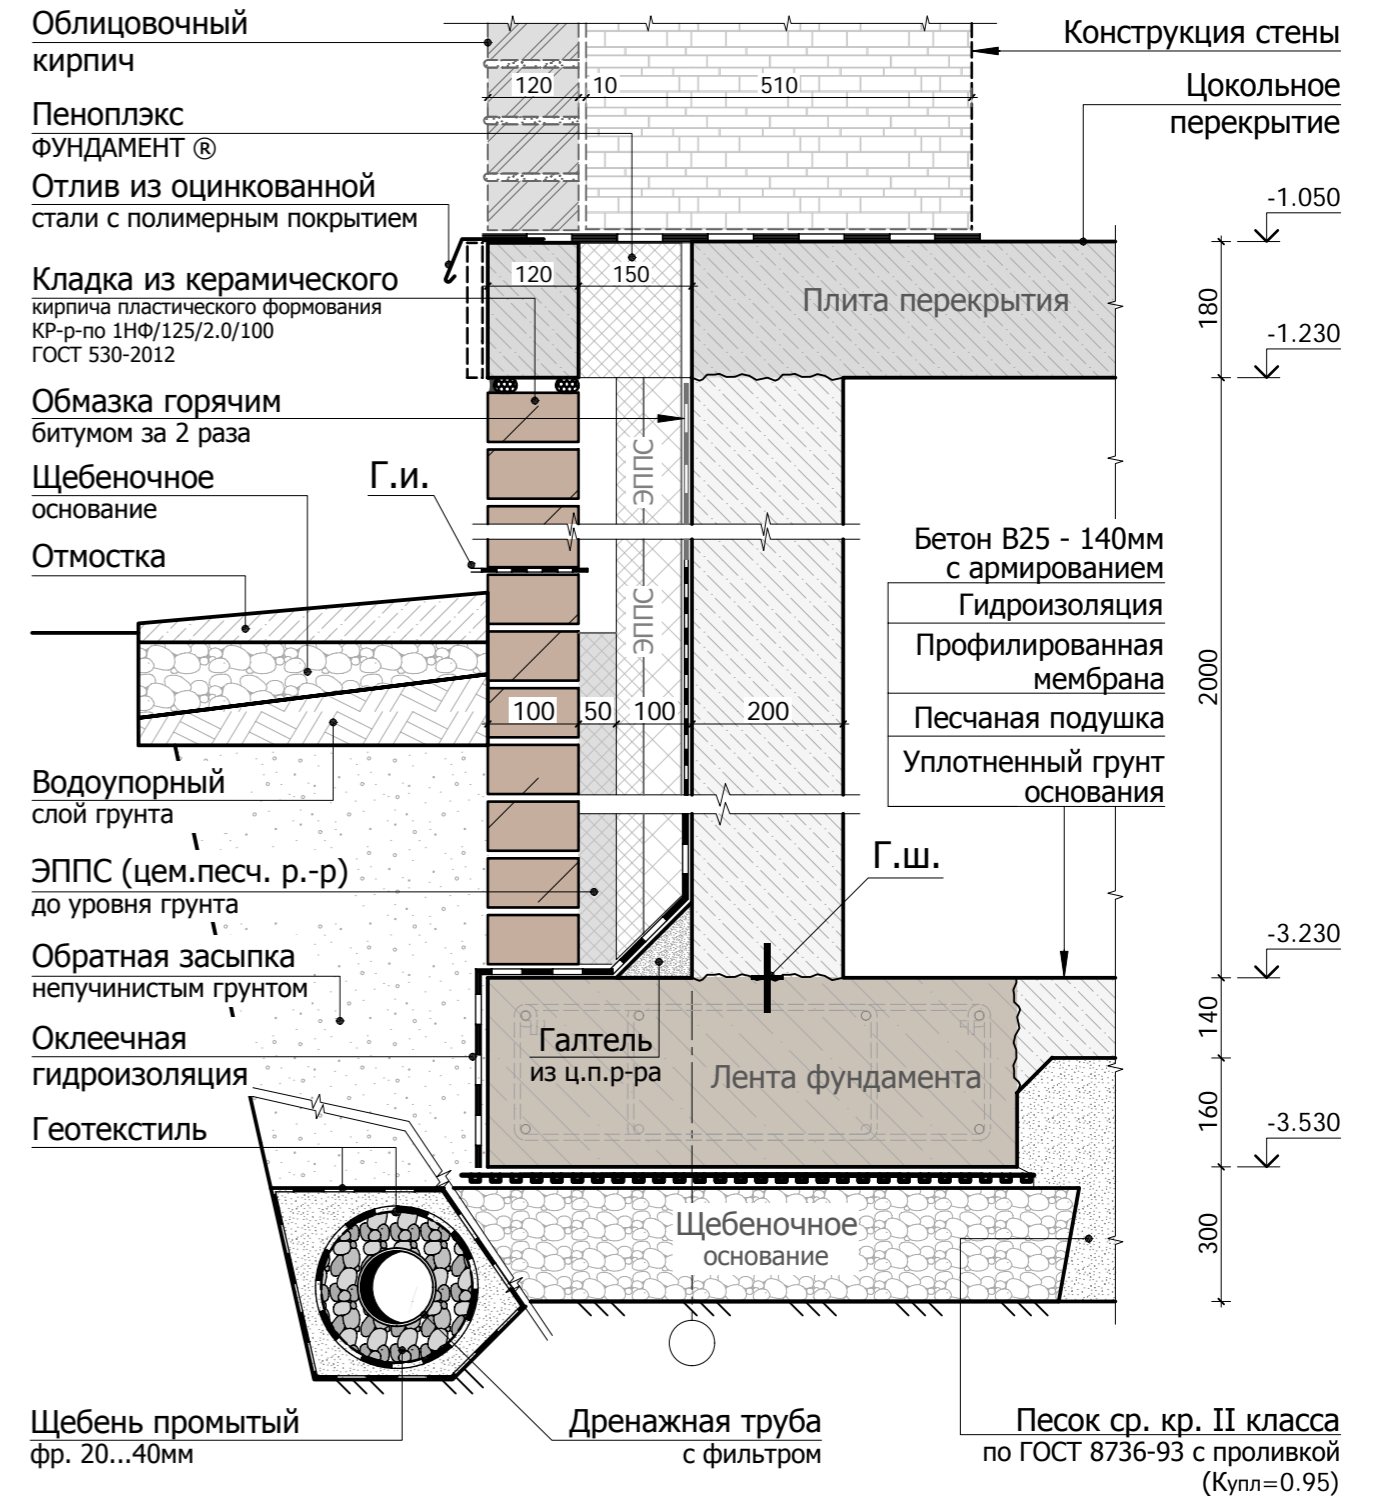 Облицовочный
кирпич
Пеноплэкс
ФУНДАМЕНТ ®
Отлив из оцинкованной
стали с полимерным покрытием
Кладка из керамического
кирпича пластического формования
КР-р-по 1НФ/125/2.0/100
ГОСТ 530-2012
Обмазка горячим
битумом за 2 раза
Щебеночное
основание
Г.и.
Отмостка
Водоупорный
слой грунта
ЭППС (цем.песч. р.-р)
до уровня грунта
Обратная засыпка
непучинистым грунтом
Оклеечная
гидроизоляция
Геотекстиль
Щебень промытый
фр. 20...40мм
120
10
510
120
150
Плита перекрытия
ЭППС
ЭППС
100
50
100
200
Г.ш.
Галтель
из ц.п.р-ра
Лента фундамента
Щебеночное
основание
Дренажная труба
с фильтром
Конструкция стены
Цокольное
перекрытие
Бетон В25 - 140мм
с армированием
Гидроизоляция
Профилированная
мембрана
Песчаная подушка
Уплотненный грунт
основания
-1.050
180
-1.230
2000
-3.230
140
160
-3.530
300
Песок ср. кр. II класса
по ГОСТ 8736-93 с проливкой
(Купл=0.95)